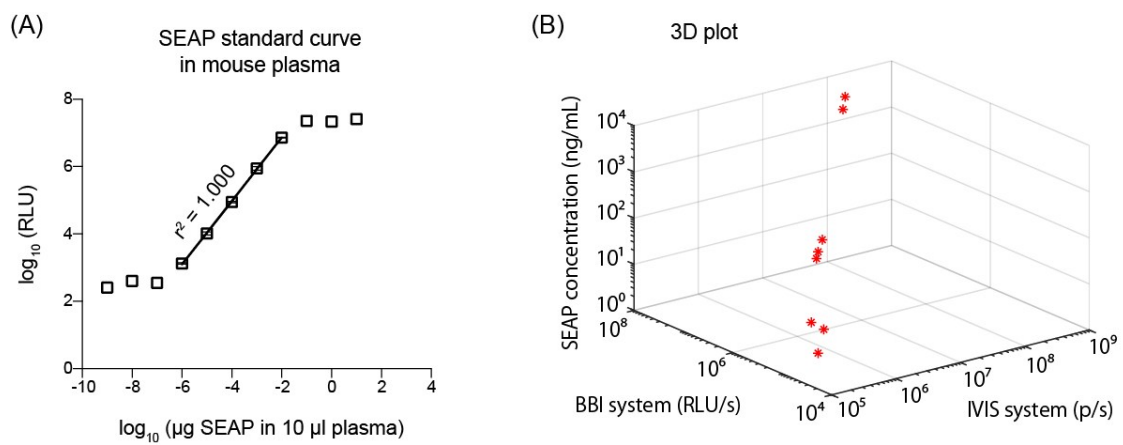 (A)
SEAP standard curve
in mouse plasma
8
6
4
2
0
-10 -8 -6 -4 -2 0 2 4
log₁₀ (RLU)
r² = 1.000
log₁₀ (µg SEAP in 10 µl plasma)
(B)
3D plot
SEAP concentration (ng/mL)
10⁴
10³
10²
10¹
10⁰
10⁸
10⁶
10⁴
BBI system (RLU/s)
10⁵
10⁶
10⁷
10⁸
10⁹
IVIS system (p/s)